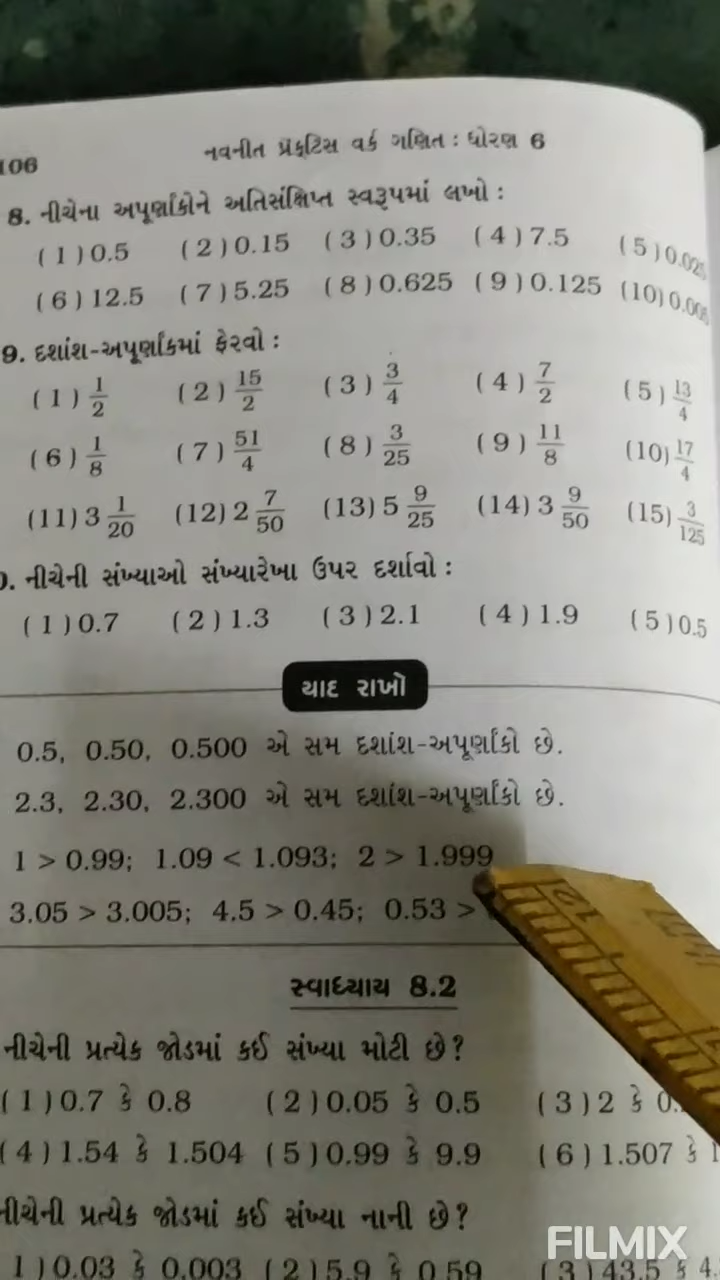 106 નવનીત પ્રૅક્ટિસ વર્ક ગણિત : ધોરણ 6
8. નીચેના અપૂર્ણાંકોને અતિસંક્ષિપ્ત સ્વરૂપમાં લખો :
(1) 0.5 (2) 0.15 (3) 0.35 (4) 7.5 (5) 0.025
(6) 12.5 (7) 5.25 (8) 0.625 (9) 0.125 (10)
9. દશાંશ-અપૂર્ણાંકમાં ફેરવો :
(1) 1/2 (2) 15/2 (3) 3/4 (4) 7/2 (5) 13/4
(6) 1/8 (7) 51/4 (8) 3/25 (9) 11/8 (10) 17/4
(11) 3 1/20 (12) 2 7/50 (13) 5 9/25 (14) 3 9/50 (15) 3/125
0. નીચેની સંખ્યાઓ સંખ્યારેખા ઉપર દર્શાવો :
(1) 0.7 (2) 1.3 (3) 2.1 (4) 1.9 (5) 0.5
યાદ રાખો
0.5, 0.50, 0.500 એ સમ દશાંશ-અપૂર્ણાંકો છે.
2.3, 2.30, 2.300 એ સમ દશાંશ-અપૂર્ણાંકો છે.
1 > 0.99; 1.09 < 1.093; 2 > 1.999
3.05 > 3.005; 4.5 > 0.45; 0.53 >
12
સ્વાધ્યાય 8.2
નીચેની પ્રત્યેક જોડમાં કઈ સંખ્યા મોટી છે?
(1) 0.7 કે 0.8 (2) 0.05 કે 0.5 (3) 2 કે
(4) 1.54 કે 1.504 (5) 0.99 કે 9.9 (6) 1.507 કે
નીચેની પ્રત્યેક જોડમાં કઈ સંખ્યા નાની છે?
1) 0.03 કે 0.003 (2) 5.9 કે 0.59 (3) 43.5 કે
FILMIX